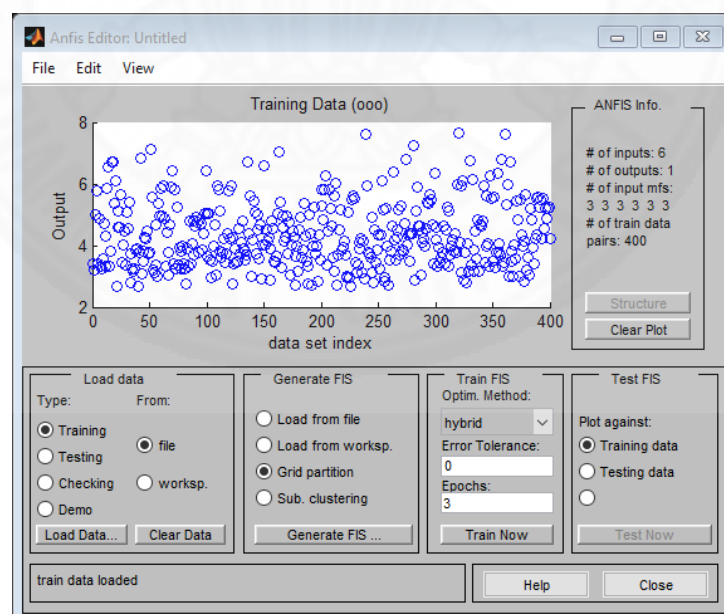 Anfis Editor: Untitled
File Edit View
Training Data (ooo)
8
6
4
2
Output
0 50 100 150 200 250 300 350 400
data set index
ANFIS Info.
# of inputs: 6
# of outputs: 1
# of input mfs:
3 3 3 3 3 3
# of train data
pairs: 400
Structure
Clear Plot
Load data
Type: From:
Training
Testing
Checking
Demo
file
worksp.
Load Data... Clear Data
Generate FIS
Load from file
Load from worksp.
Grid partition
Sub. clustering
Generate FIS ...
Train FIS
Optim. Method:
hybrid
Error Tolerance:
0
Epochs:
3
Train Now
Test FIS
Plot against:
Training data
Testing data
Test Now
train data loaded
Help Close